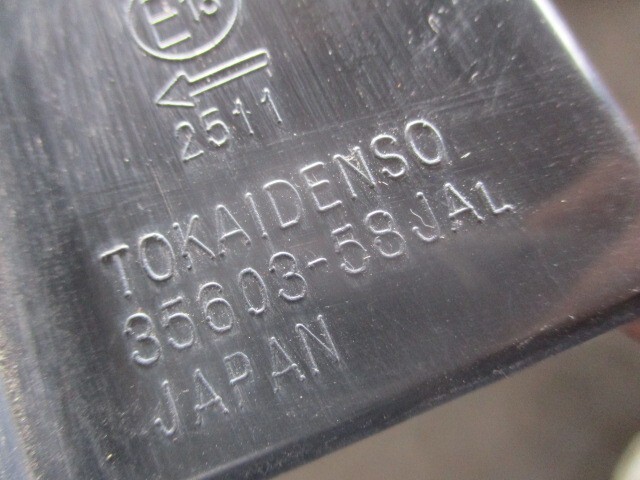 E13
2511
TOKAIDENSO
35603-58JAL
JAPAN